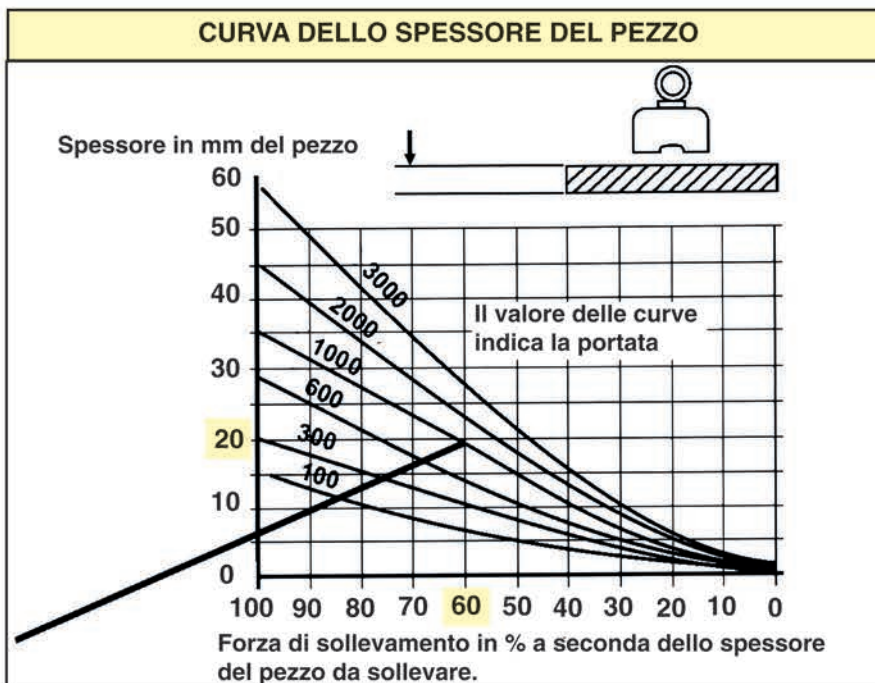 CURVA DELLO SPESSORE DEL PEZZO
Spessore in mm del pezzo
60
50
40
30
20
10
0
3000
2000
1000
600
300
100
Il valore delle curve
indica la portata
100 90 80 70 60 50 40 30 20 10 0
Forza di sollevamento in % a seconda dello spessore
del pezzo da sollevare.